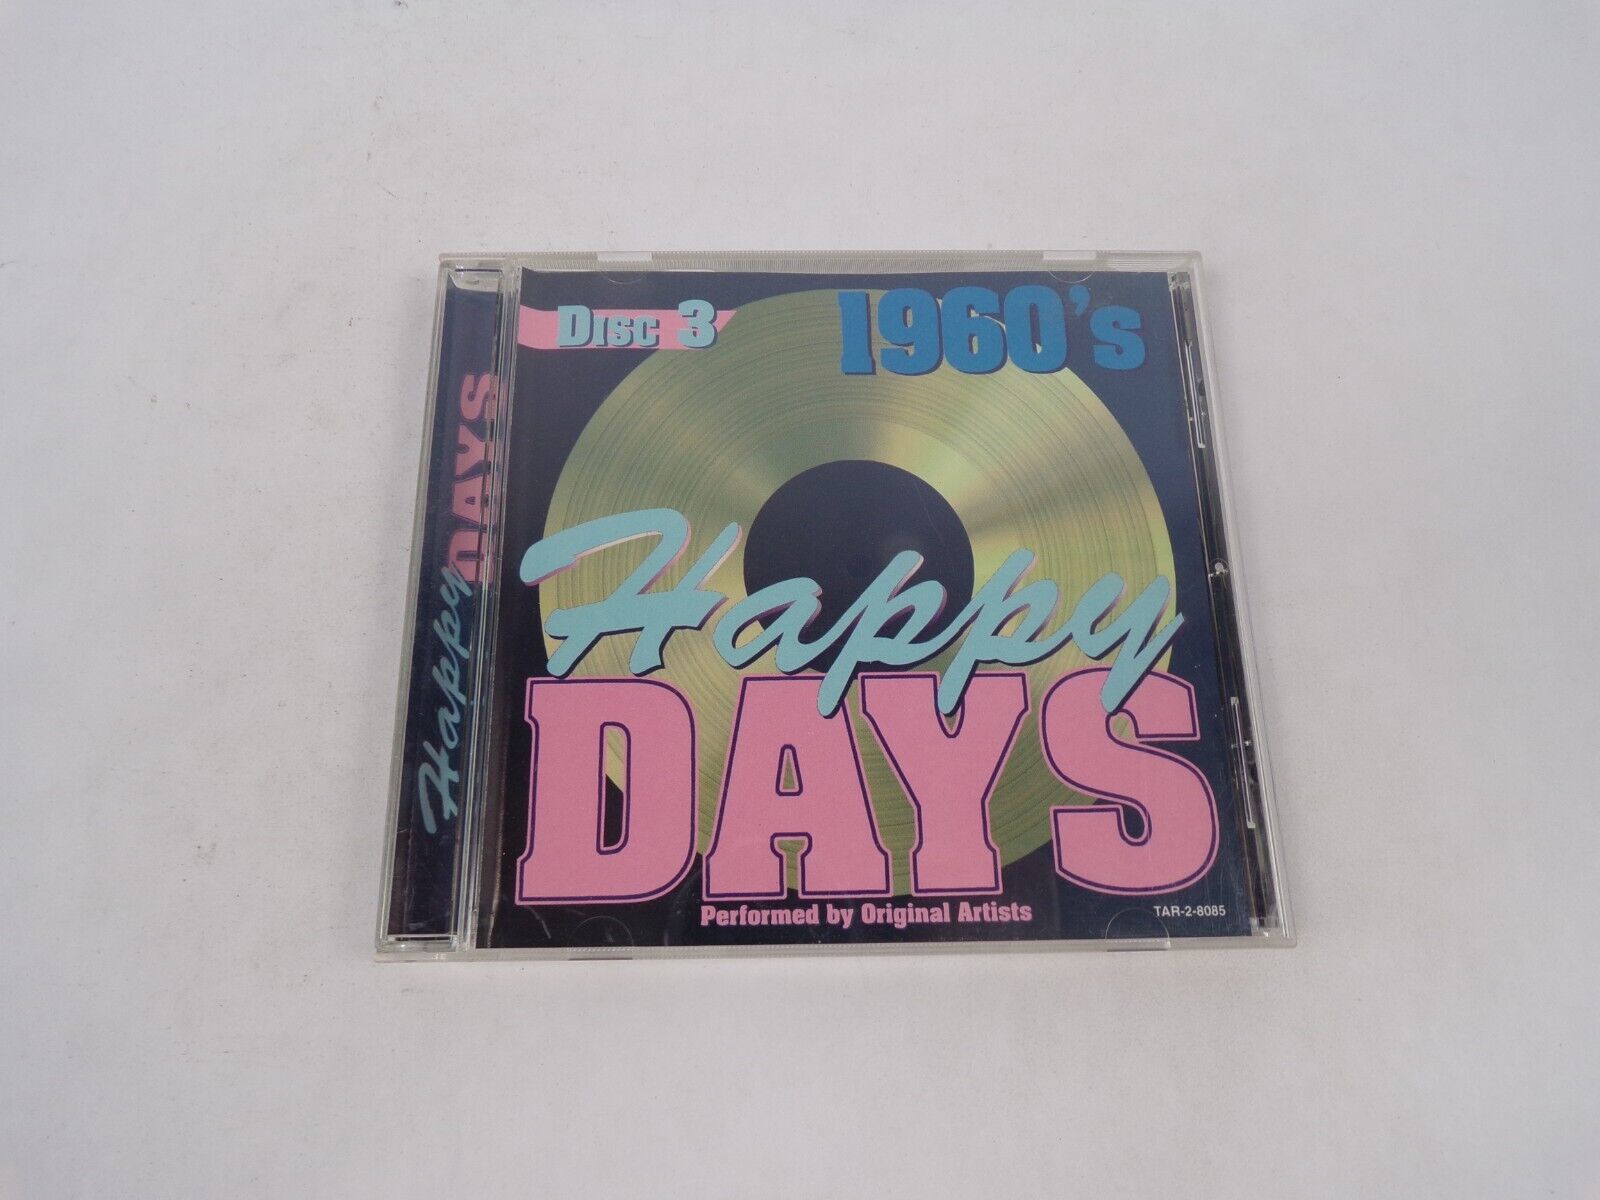 Disc 3
1960's
Happy
DAYS
Performed by Original Artists
TAR-2-8085
Happy DAYS